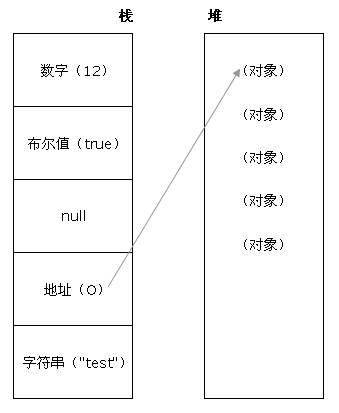 栈 堆
数字（12）
布尔值（true）
null
地址（0）
字符串（"test"）
（对象）
（对象）
（对象）
（对象）
（对象）